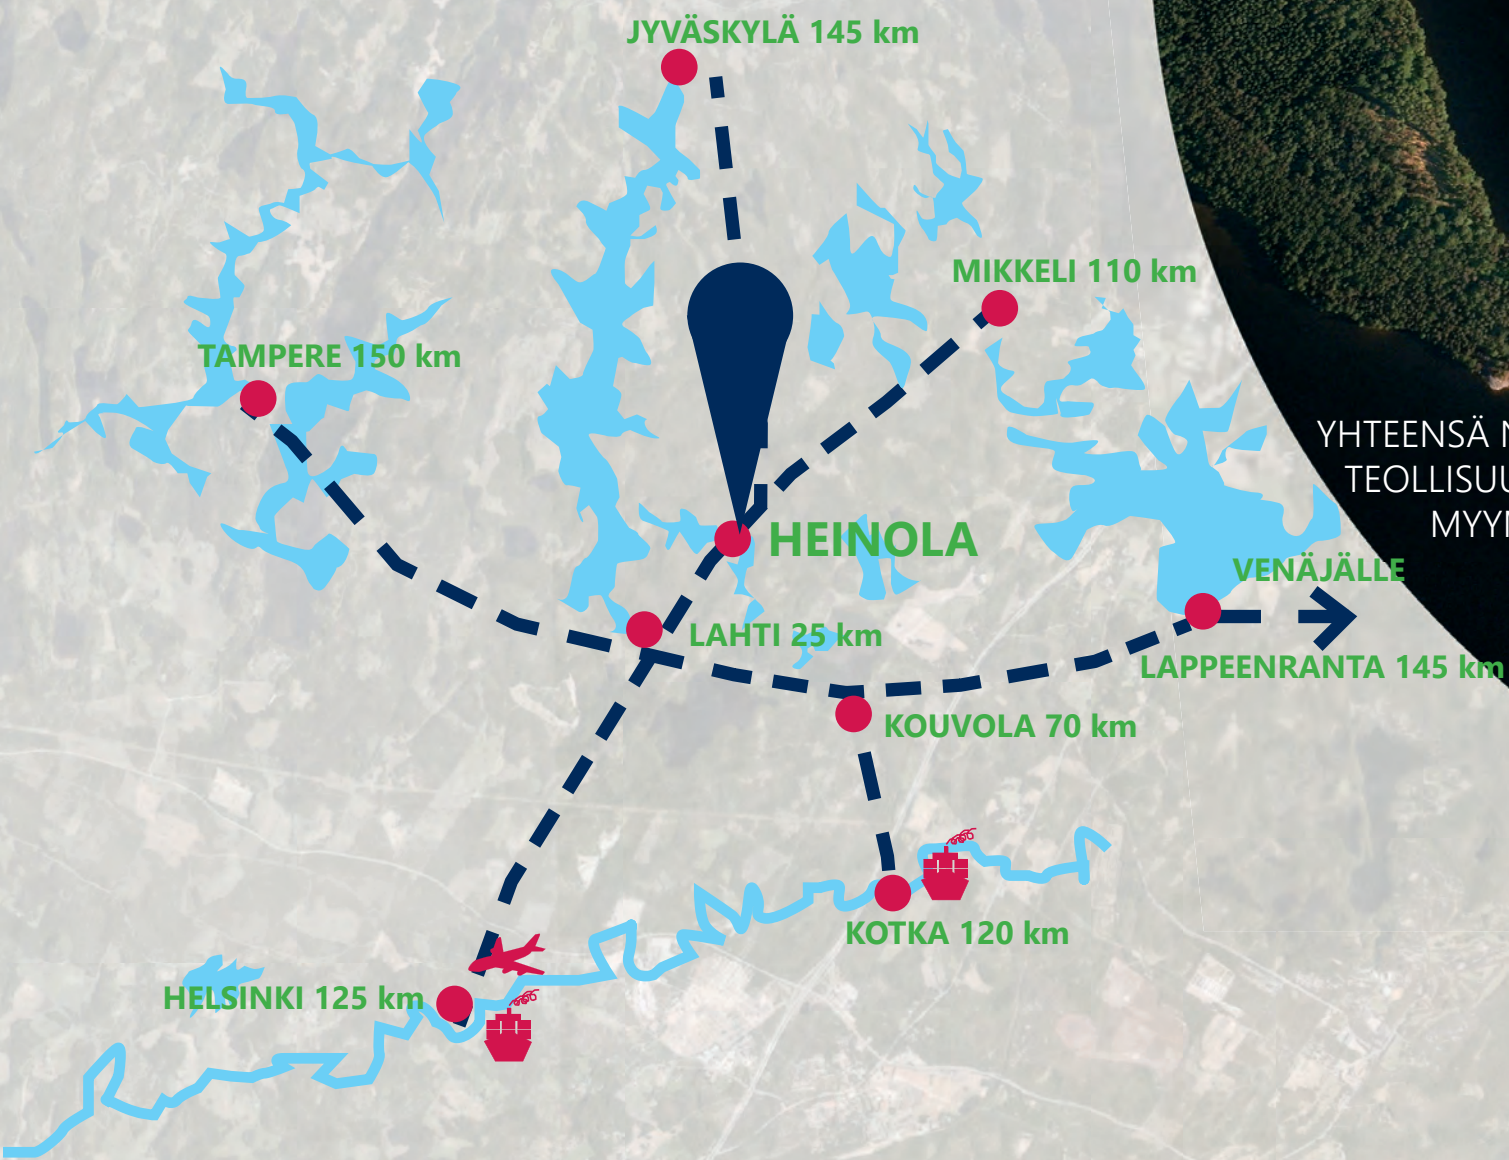 JYVÄSKYLÄ 145 km
MIKKELI 110 km
TAMPERE 150 km
YHTEENSÄ
HEINOLA
VENÄJÄLLE
LAHTI 25 km
LAPPEENRANTA 145 km
KOUVOLA 70 km
KOTKA 120 km
HELSINKI 125 km